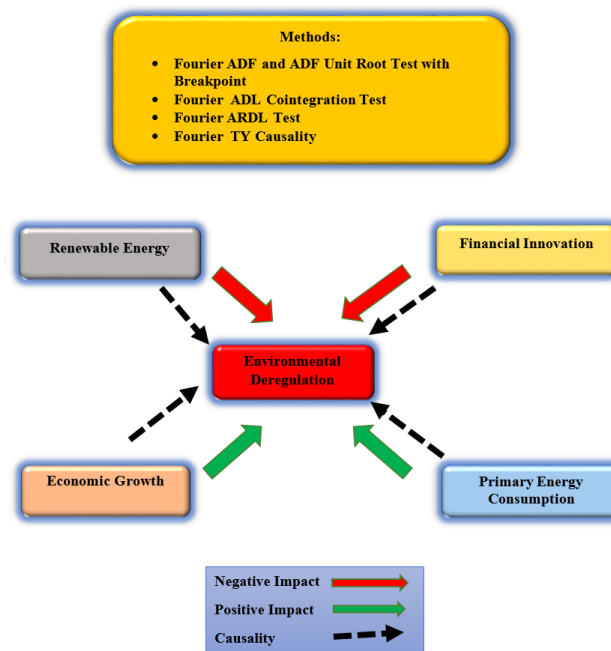 Methods:
• Fourier ADF and ADF Unit Root Test with
Breakpoint
• Fourier ADL Cointegration Test
• Fourier ARDL Test
• Fourier TY Causality
Renewable Energy
Financial Innovation
Environmental
Deregulation
Economic Growth
Primary Energy
Consumption
Negative Impact
Positive Impact
Causality